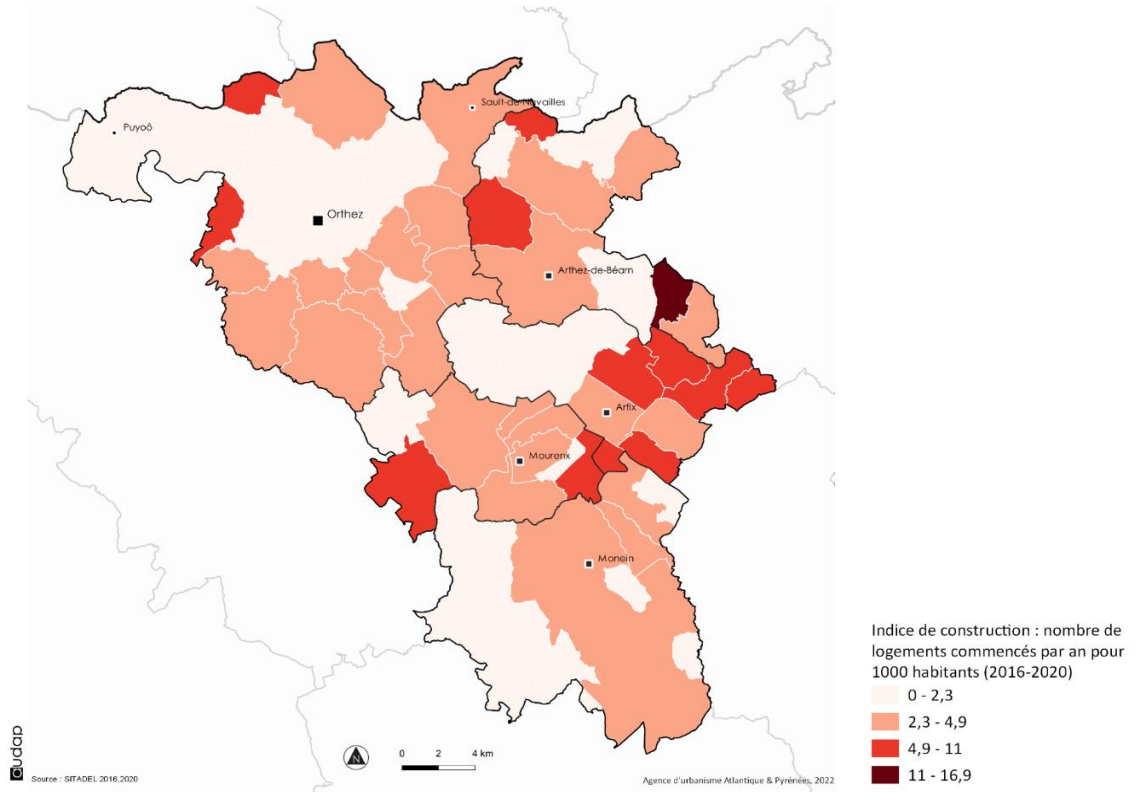 Sault-de-Navailles
Puyoô
Orthez
Arthez-de-Béarn
Artix
Mourenx
Monein
Indice de construction : nombre de
logements commencés par an pour
1000 habitants (2016-2020)
0 - 2,3
2,3 - 4,9
4,9 - 11
11 - 16,9
audap
Source : SITADEL 2016,2020
N
0 2 4 km
Agence d'urbanisme Atlantique & Pyrénées, 2022